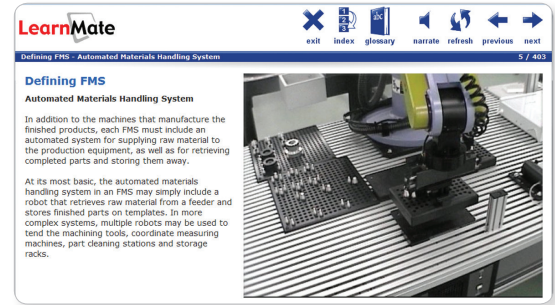 LearnMate
1
2
3
abc
exit index glossary narrate refresh previous next
Defining FMS - Automated Materials Handling System 5 / 403
Defining FMS
Automated Materials Handling System
In addition to the machines that manufacture the
finished products, each FMS must include an
automated system for supplying raw material to
the production equipment, as well as for retrieving
completed parts and storing them away.
At its most basic, the automated materials
handling system in an FMS may simply include a
robot that retrieves raw material from a feeder and
stores finished parts on templates. In more
complex systems, multiple robots may be used to
tend the machining tools, coordinate measuring
machines, part cleaning stations and storage
racks.